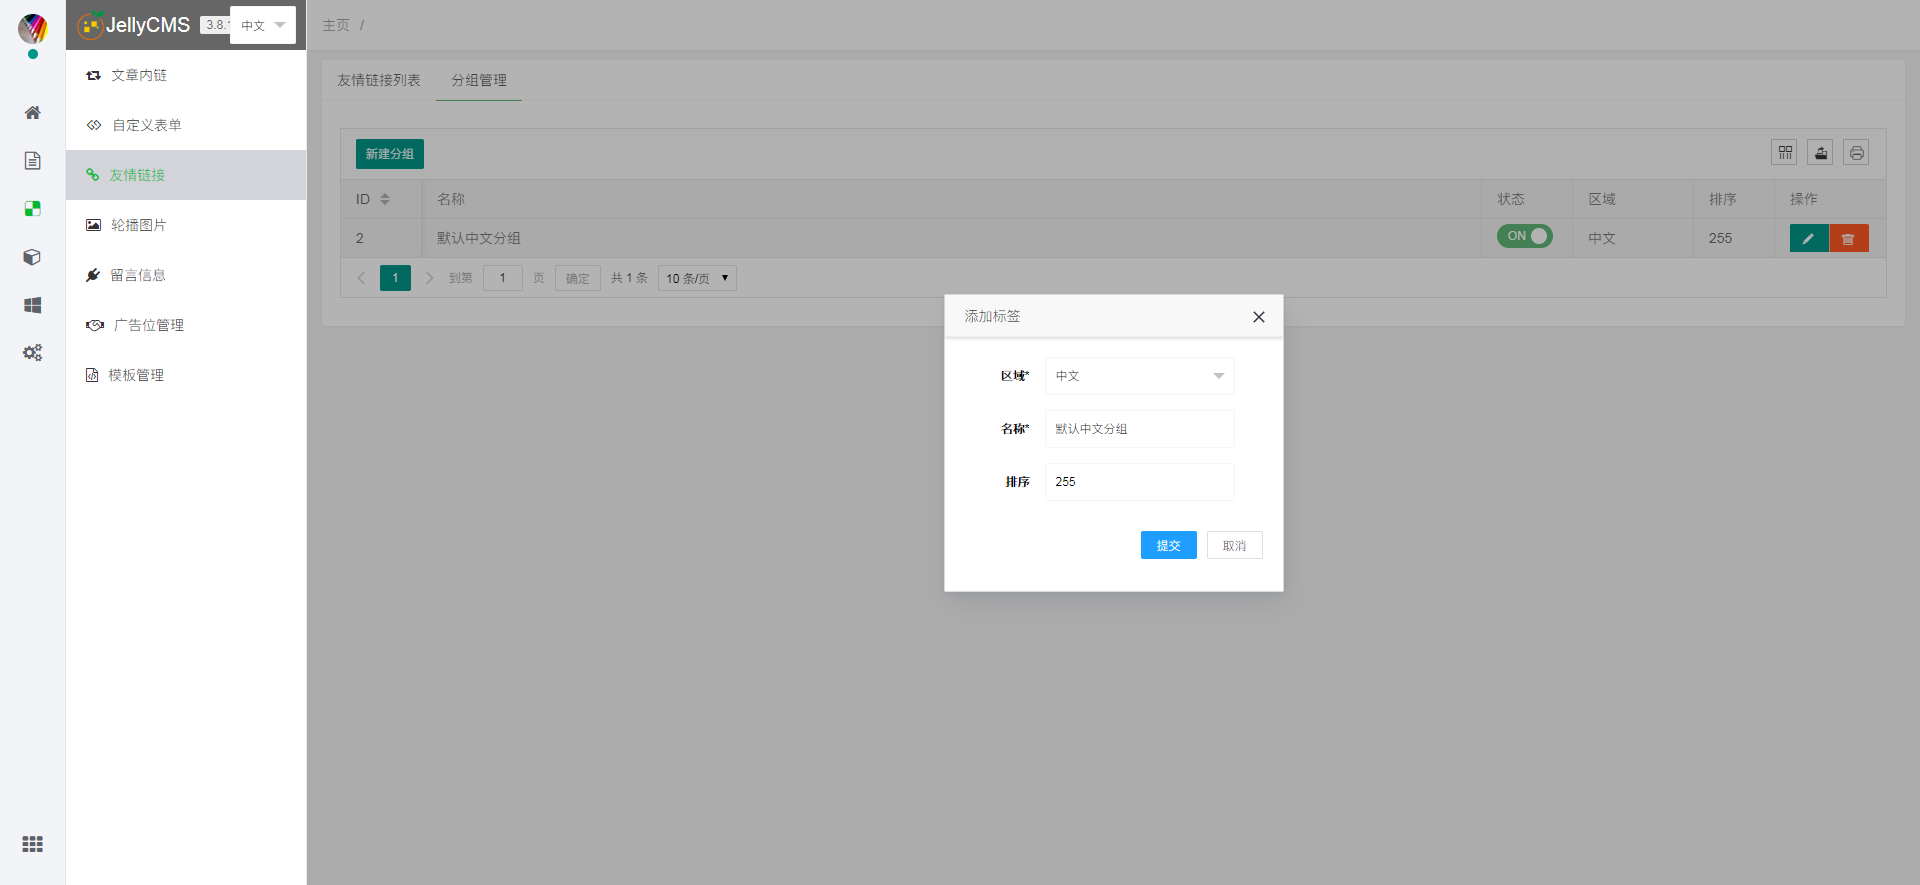 JellyCMS
3.8.
中文
文章内链
自定义表单
友情链接
轮播图片
留言信息
广告位管理
模板管理
主页 /
友情链接列表 分组管理
新建分组
ID 名称 状态 区域 排序 操作
2 默认中文分组 ON 中文 255
1 到第 1 页 确定 共 1 条 10 条/页
添加标签
区域* 中文
名称* 默认中文分组
排序 255
提交 取消